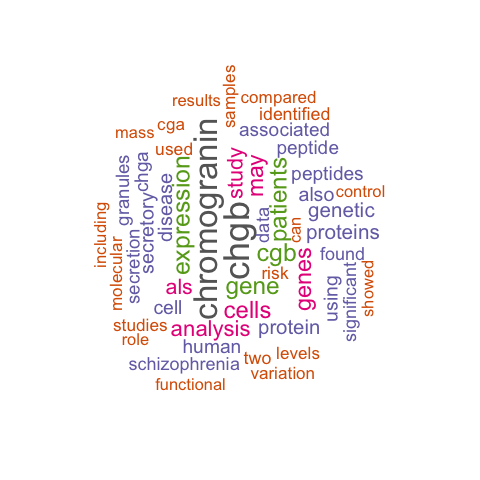 results
samples
compared
identified
mass
cga
associated
used
chromogranin
study
may
peptide
granules
chga
secretory
disease
expression
patients
peptides
also
control
data
can
genetic
chgb
cgb
proteins
including
molecular
secretion
found
risk
genes
als
gene
using
significant
showed
cell
cells
studies
analysis
protein
role
human
two
levels
schizophrenia
variation
functional